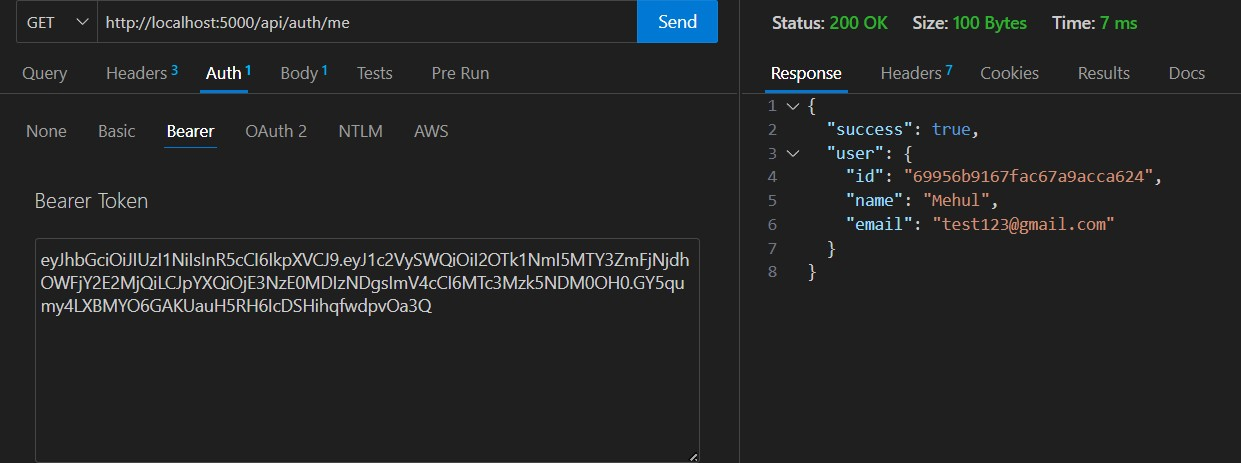 GET http://localhost:5000/api/auth/me Send
Status: 200 OK Size: 100 Bytes Time: 7 ms
Query Headers 3 Auth 1 Body 1 Tests Pre Run
Response Headers 7 Cookies Results Docs
None Basic Bearer OAuth 2 NTLM AWS
Bearer Token
eyJhbGciOiJIUzI1NiIsInR5cCI6IkpXVCJ9.eyJ1c2VySWQiOiI2OTk1NmI5MTY3ZmFjNjdh
OWFjY2E2MjQiLCJpYXQiOjE3NzE0MDIzNDgsImV4cCI6MTc3Mzk5NDM0OH0.GY5qu
my4LXBMYO6GAKUauH5RH6IcDSHihqfwdpvOa3Q
1 {
2 "success": true,
3 "user": {
4 "id": "69956b9167fac67a9acca624",
5 "name": "Mehul",
6 "email": "test123@gmail.com"
7 }
8 }